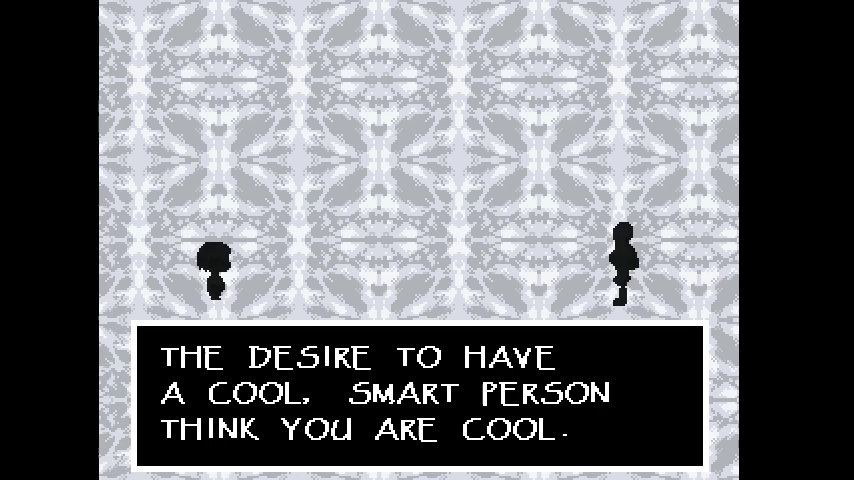 THE DESIRE TO HAVE
A COOL, SMART PERSON
THINK YOU ARE COOL.